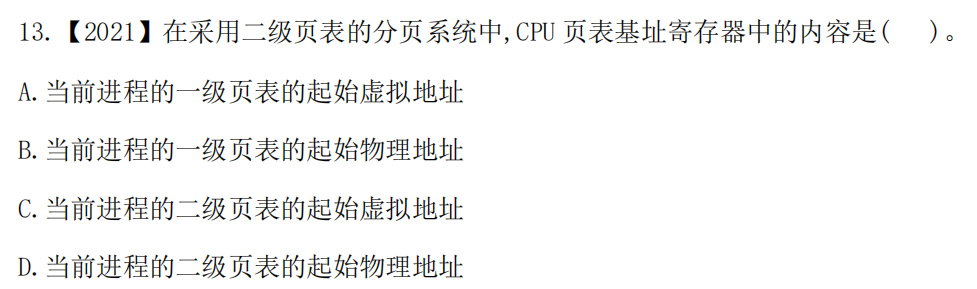 13.【2021】在采用二级页表的分页系统中,CPU 页表基址寄存器中的内容是(　)。
A.当前进程的一级页表的起始虚拟地址
B.当前进程的一级页表的起始物理地址
C.当前进程的二级页表的起始虚拟地址
D.当前进程的二级页表的起始物理地址